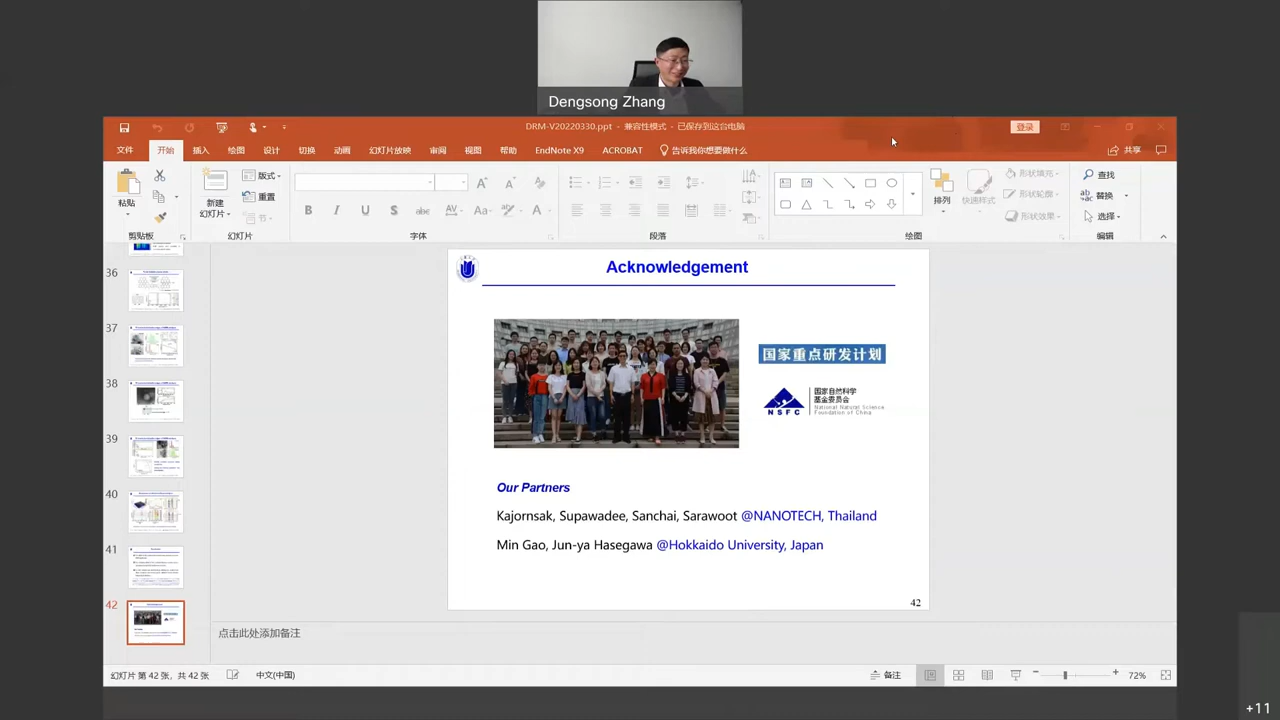 Dengsong Zhang
DRM-V20220330.ppt - 兼容性模式 - 已保存到这台电脑
登录
文件 开始 插入 绘图 设计 切换 动画 幻灯片放映 审阅 视图 帮助 EndNote X9 ACROBAT 告诉我你想要做什么
共享
粘贴
新建
幻灯片
版式
重置
节
B I U S abc AV Aa A
排列
快速样式
形状填充
形状轮廓
形状效果
查找
替换
选择
剪贴板 幻灯片 字体 段落 绘图 编辑
36
37
38
39
40
41
42
Acknowledgement
国家重点研发计划
NSFC
国家自然科学
基金委员会
National Natural Science
Foundation of China
Our Partners
Kajornsak, Sanchai, Sarawoot @NANOTECH, Thailand
Min Gao, Jun-ya Hasegawa @Hokkaido University, Japan
42
点击此处添加备注
幻灯片 第 42 张，共 42 张
中文(中国)
备注
72%
+11